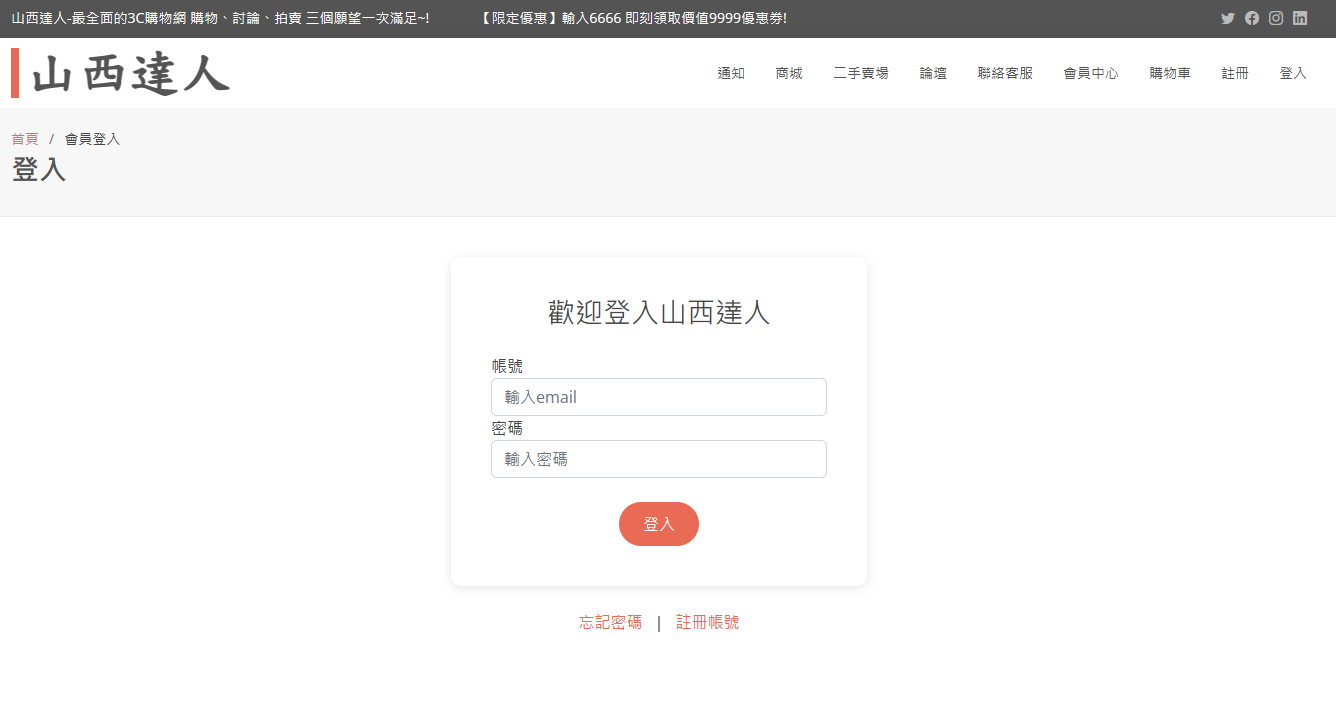 山西達人-最全面的3C購物網 購物、討論、拍賣 三個願望一次滿足~! 【限定優惠】輸入6666 即刻領取價值9999優惠券!
山西達人 通知 商城 二手賣場 論壇 聯絡客服 會員中心 購物車 註冊 登入
首頁 / 會員登入
登入
歡迎登入山西達人
帳號
輸入email
密碼
輸入密碼
登入
忘記密碼 | 註冊帳號